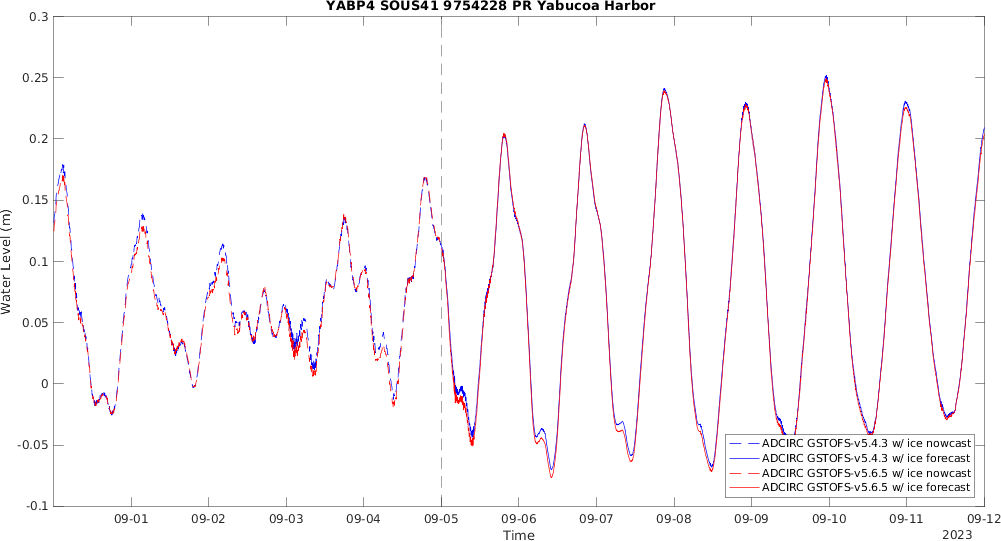 YABP4 SOUS41 9754228 PR Yabucoa Harbor
0.3
0.25
0.2
0.15
0.1
0.05
0
-0.05
-0.1
Water Level (m)
ADCIRC GSTOFS-v5.4.3 w/ ice nowcast
ADCIRC GSTOFS-v5.4.3 w/ ice forecast
ADCIRC GSTOFS-v5.6.5 w/ ice nowcast
ADCIRC GSTOFS-v5.6.5 w/ ice forecast
09-01 09-02 09-03 09-04 09-05 09-06 09-07 09-08 09-09 09-10 09-11 09-12
Time
2023